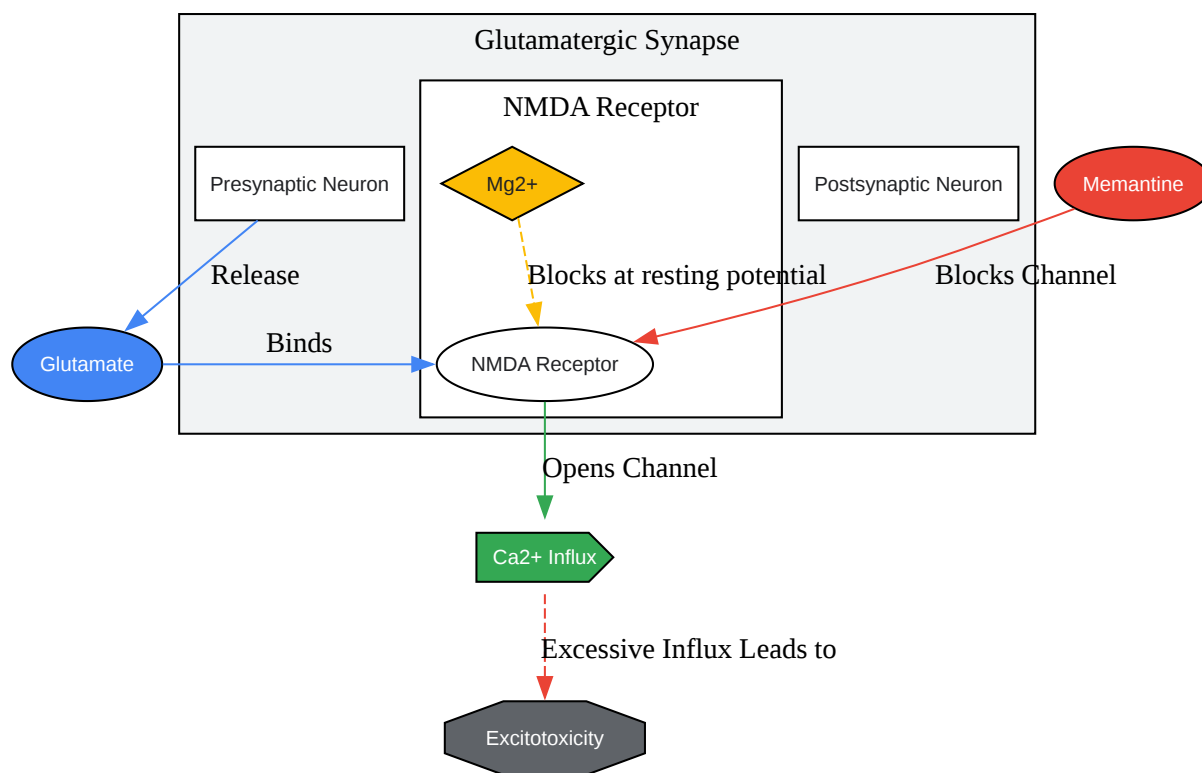 Glutamatergic Synapse
NMDA Receptor
Presynaptic Neuron
Mg2+
Postsynaptic Neuron
Memantine
Release
Blocks at resting potential
Blocks Channel
Glutamate
Binds
NMDA Receptor
Opens Channel
Ca2+ Influx
Excessive Influx Leads to
Excitotoxicity